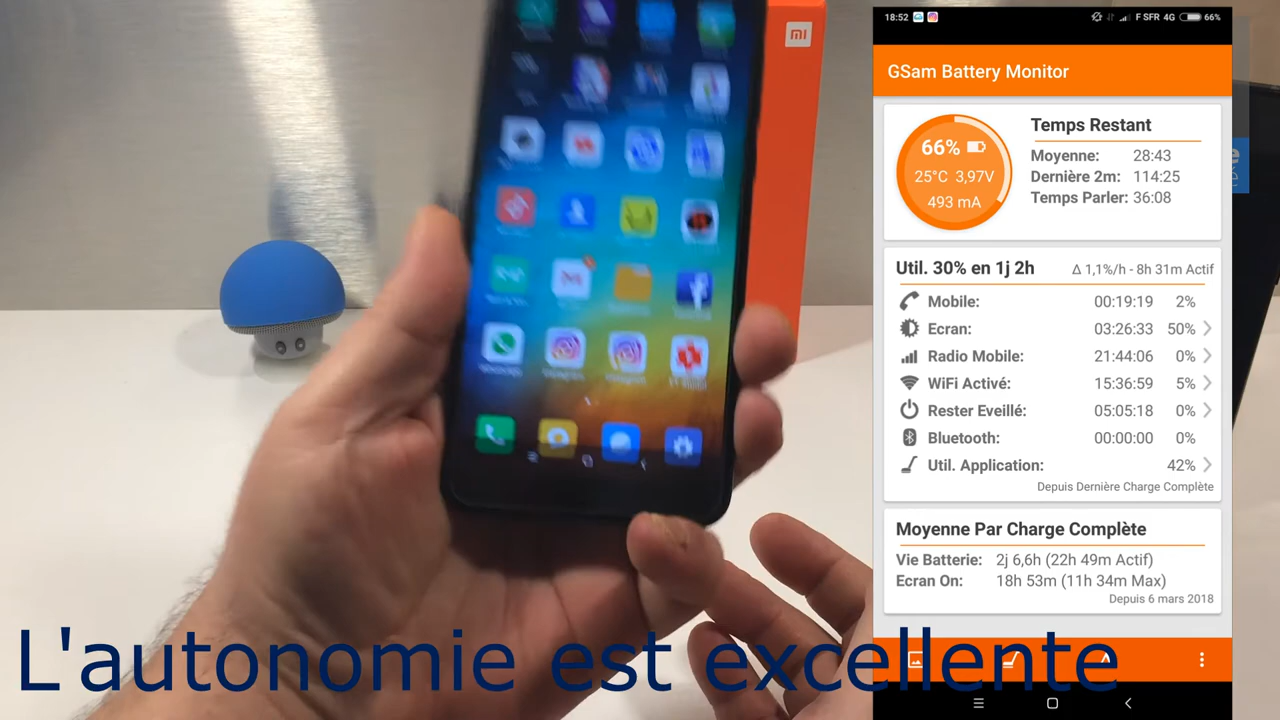 18:52
F SFR 4G 66%
mi
GSam Battery Monitor
66%
25°C 3,97V
493 mA
Temps Restant
Moyenne: 28:43
Dernière 2m: 114:25
Temps Parler: 36:08
Util. 30% en 1j 2h
Δ 1,1%/h - 8h 31m Actif
Mobile: 00:19:19 2%
Ecran: 03:26:33 50%
Radio Mobile: 21:44:06 0%
WiFi Activé: 15:36:59 5%
Rester Eveillé: 05:05:18 0%
Bluetooth: 00:00:00 0%
Util. Application: 42%
Depuis Dernière Charge Complète
Moyenne Par Charge Complète
Vie Batterie: 2j 6,6h (22h 49m Actif)
Ecran On: 18h 53m (11h 34m Max)
Depuis 6 mars 2018
L'autonomie est excellente